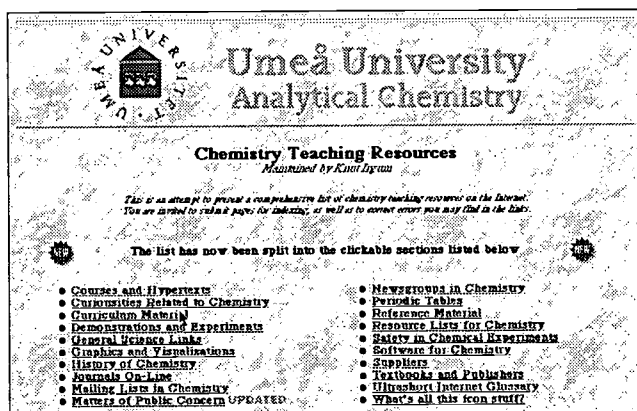 UMEÅ UNIVERSITET
Umeå University
Analytical Chemistry
Chemistry Teaching Resources
Maintained by Knut Irgum
This is an attempt to present a comprehensive list of chemistry teaching resources on the Internet.
You are invited to submit pages for indexing, as well as to correct errors you may find in the links.
The list has now been split into the clickable sections listed below
Courses and Hypertexts
Curiousities Related to Chemistry
Curriculum Material
Demonstrations and Experiments
General Science Links
Graphics and Visualizations
History of Chemistry
Journals On-Line
Mailing Lists in Chemistry
Matters of Public Concern UPDATED
Newsgroups in Chemistry
Periodic Tables
Reference Material
Resource Lists for Chemistry
Safety in Chemical Experiments
Software for Chemistry
Suppliers
Textbooks and Publishers
Ultrashort Internet Glossary
What's all this icon stuff?